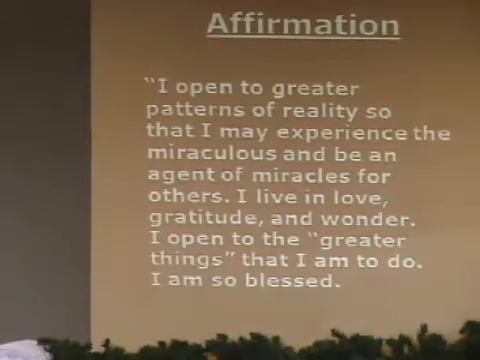 Affirmation
“I open to greater
patterns of reality so
that I may experience the
miraculous and be an
agent of miracles for
others. I live in love,
gratitude, and wonder.
I open to the “greater
things” that I am to do.
I am so blessed.